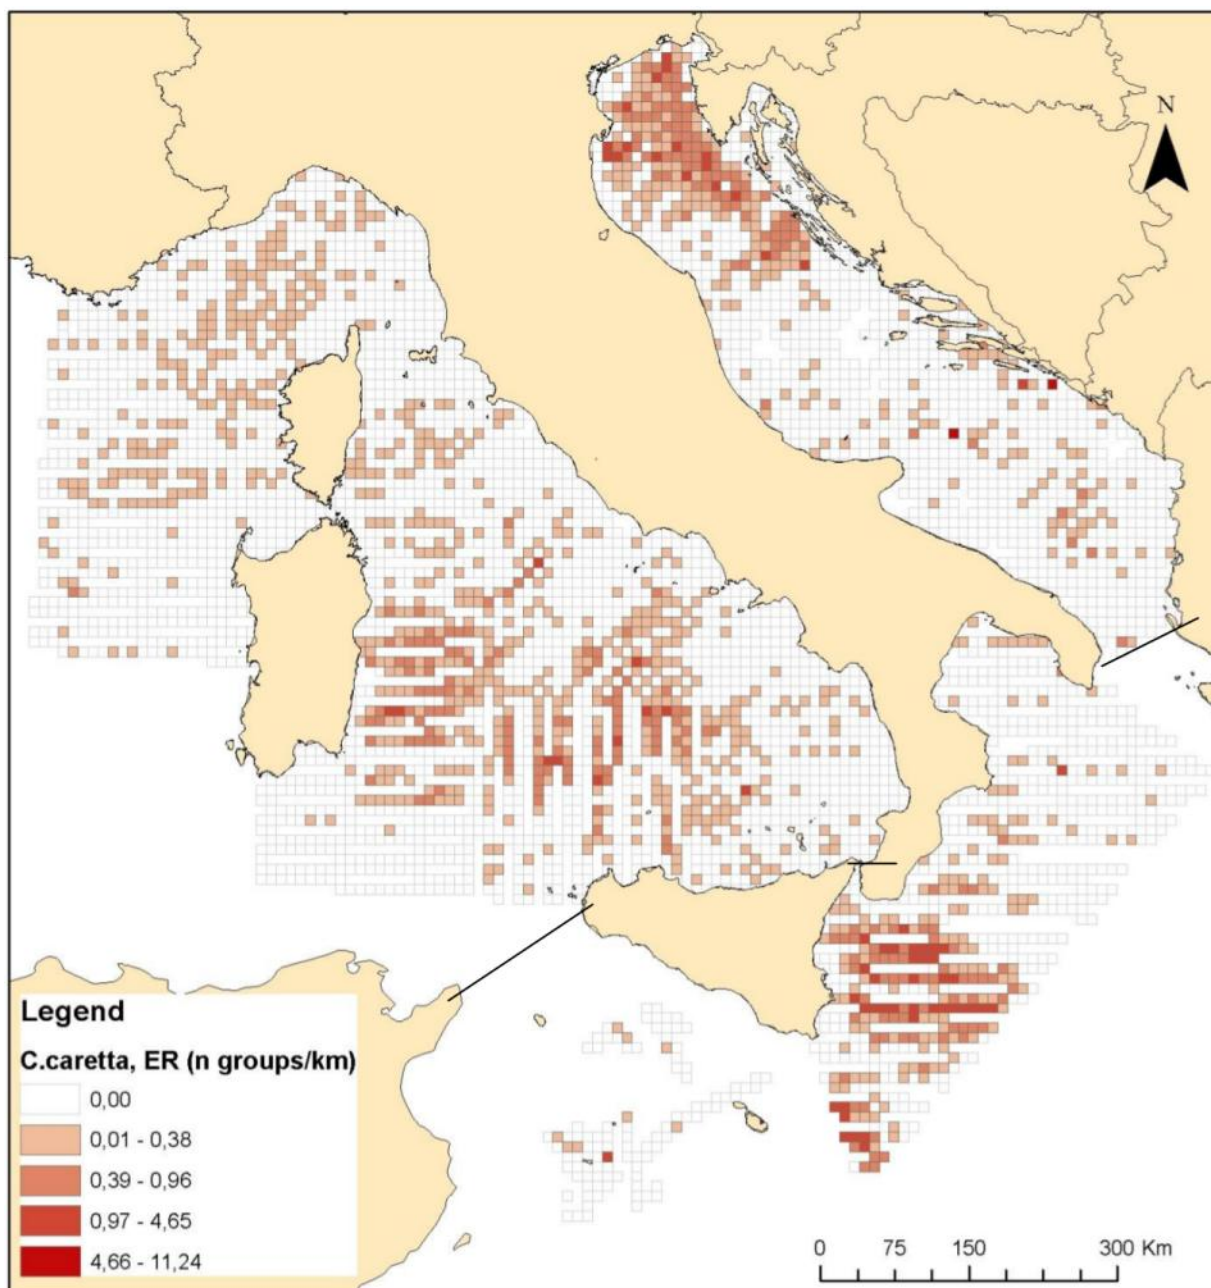 N
Legend
C.caretta, ER (n groups/km)
0,00
0,01 - 0,38
0,39 - 0,96
0,97 - 4,65
4,66 - 11,24
0 75 150 300 Km